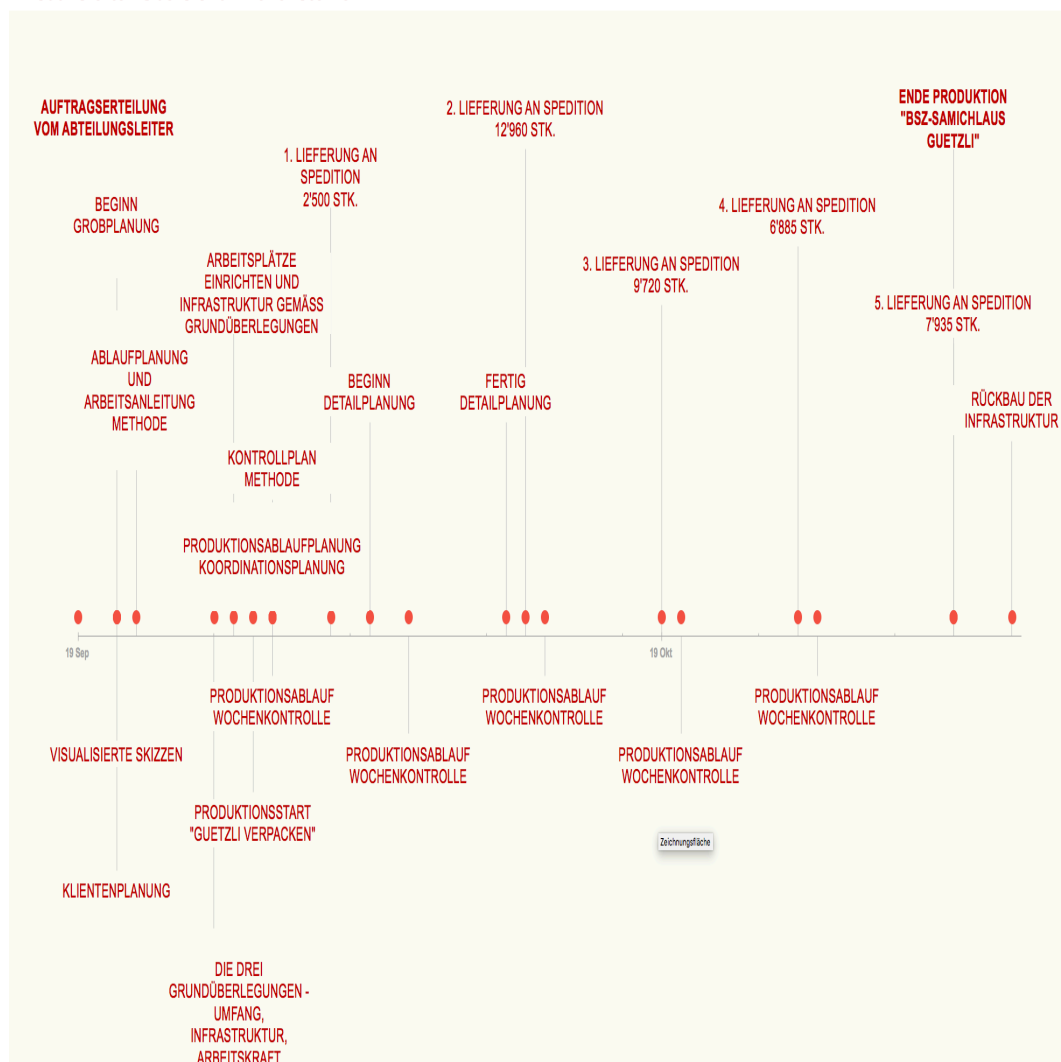 AUFTRAGSERTEILUNG
VOM ABTEILUNGSLEITER
2. LIEFERUNG AN SPEDITION
12'960 STK.
ENDE PRODUKTION
"BSZ-SAMICHLAUS
GUETZLI"
1. LIEFERUNG AN
SPEDITION
2'500 STK.
BEGINN
GROBPLANUNG
4. LIEFERUNG AN SPEDITION
6'885 STK.
ARBEITSPLÄTZE
EINRICHTEN UND
INFRASTRUKTUR GEMÄSS
GRUNDÜBERLEGUNGEN
3. LIEFERUNG AN SPEDITION
9'720 STK.
5. LIEFERUNG AN SPEDITION
7'935 STK.
ABLAUFPLANUNG
UND
ARBEITSANLEITUNG
METHODE
BEGINN
DETAILPLANUNG
FERTIG
DETAILPLANUNG
RÜCKBAU DER
INFRASTRUKTUR
KONTROLLPLAN
METHODE
PRODUKTIONSABLAUFPLANUNG
KOORDINATIONSPLANUNG
19 Sep
19 Okt
PRODUKTIONSABLAUF
WOCHENKONTROLLE
PRODUKTIONSABLAUF
WOCHENKONTROLLE
PRODUKTIONSABLAUF
WOCHENKONTROLLE
VISUALISIERTE SKIZZEN
PRODUKTIONSABLAUF
WOCHENKONTROLLE
PRODUKTIONSABLAUF
WOCHENKONTROLLE
PRODUKTIONSSTART
"GUETZLI VERPACKEN"
Zeichnungsfläche
KLIENTENPLANUNG
DIE DREI
GRUNDÜBERLEGUNGEN -
UMFANG,
INFRASTRUKTUR,
ARBEITSKRAFT